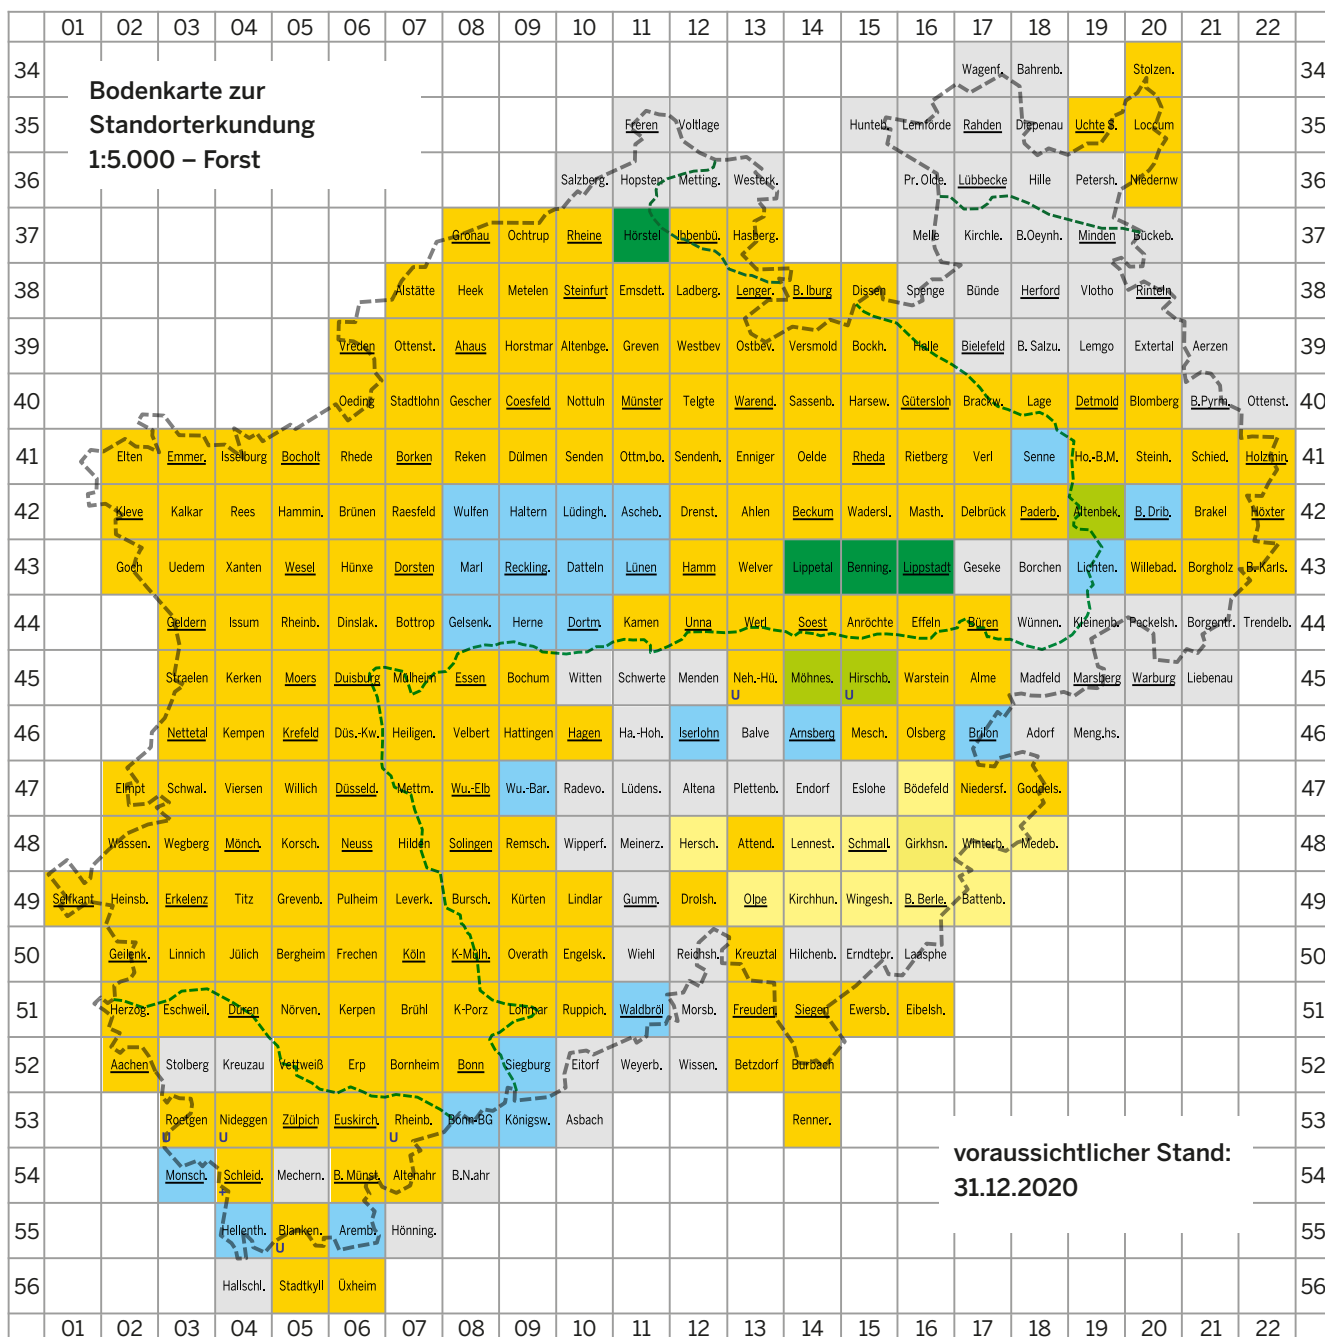 01 02 03 04 05 06 07 08 09 10 11 12 13 14 15 16 17 18 19 20 21 22
34 Wagenf. Bahrenb. Stolzen. 34
Bodenkarte zur
Standorterkundung
1:5.000 – Forst
35 Freren Voltlage Hunteb. Lemförde Rahden Diepenau Uchte S. Loccum 35
36 Salzberg. Hopsten Metting. Westerk. Pr. Olde. Lübbecke Hille Petersh. Niedernw 36
37 Gronau Ochtrup Rheine Hörstel Ibbenbü. Hasberg. Melle Kirchle. B.Oeynh. Minden Bückeb. 37
38 Alstätte Heek Metelen Steinfurt Emsdett. Ladberg. Lenger. B. Iburg Dissen Spenge Bünde Herford Vlotho Rinteln 38
39 Vreden Ottenst. Ahaus Horstmar Altenbge. Greven Westbev Ostbev. Versmold Bockh. Halle Bielefeld B. Salzu. Lemgo Extertal Aerzen 39
40 Oeding Stadtlohn Gescher Coesfeld Nottuln Münster Telgte Warend. Sassenb. Harsew. Gütersloh Brackw. Lage Detmold Blomberg B.Pyrm. Ottenst. 40
41 Elten Emmer. Isselburg Bocholt Rhede Borken Reken Dülmen Senden Ottm.bo. Sendenh. Enniger Oelde Rheda Rietberg Verl Senne Ho.-B.M. Steinh. Schied. Holzmin. 41
42 Kleve Kalkar Rees Hammin. Brünen Raesfeld Wulfen Haltern Lüdingh. Ascheb. Drenst. Ahlen Beckum Wadersl. Masth. Delbrück Paderb. Altenbek. B. Drib. Brakel Höxter 42
43 Goch Uedem Xanten Wesel Hünxe Dorsten Marl Reckling. Datteln Lünen Hamm Welver Lippetal Benning. Lippstadt Geseke Borchen Lichten. Willebad. Borgholz B. Karls. 43
44 Geldern Issum Rheinb. Dinslak. Bottrop Gelsenk. Herne Dortm. Kamen Unna Werl Soest Anröchte Effeln Büren Wünnen. Kleinenb. Peckelsh. Borgentr. Trendelb. 44
45 Straelen Kerken Moers Duisburg Mülheim Essen Bochum Witten Schwerte Menden Neh.-Hü. Möhnes. Hirschb. Warstein Alme Madfeld Marsberg Warburg Liebenau 45
U U
46 Nettetal Kempen Krefeld Düs.-Kw. Heiligen. Velbert Hattingen Hagen Ha.-Hoh. Iserlohn Balve Arnsberg Mesch. Olsberg Brilon Adorf Meng.hs. 46
47 Elmpt Schwal. Viersen Willich Düsseld. Mettm. Wu.-Elb Wu.-Bar. Radevo. Lüdens. Altena Plettenb. Endorf Eslohe Bödefeld Niedersf. Goddels. 47
48 Wassen. Wegberg Mönch. Korsch. Neuss Hilden Solingen Remsch. Wipperf. Meinerz. Hersch. Attend. Lennest. Schmall. Girkhsn. Winterb. Medeb. 48
49 Selfkant Heinsb. Erkelenz Titz Grevenb. Pulheim Leverk. Bursch. Kürten Lindlar Gumm. Drolsh. Olpe Kirchhun. Wingesh. B. Berle. Battenb. 49
50 Geilenk. Linnich Jülich Bergheim Frechen Köln K-Mülh. Overath Engelsk. Wiehl Reichsh. Kreuztal Hilchenb. Erndtebr. Laasphe 50
51 Herzog. Eschweil. Düren Nörven. Kerpen Brühl K-Porz Lohmar Ruppich. Waldbröl Morsb. Freuden. Siegen Ewersb. Eibelsh. 51
52 Aachen Stolberg Kreuzau Vettweiß Erp Bornheim Bonn Siegburg Eitorf Weyerb. Wissen. Betzdorf Burbach 52
53 Roetgen Nideggen Zülpich Euskirch. Rheinb. Bonn-BG Königsw. Asbach Renner. 53
U U U
voraussichtlicher Stand:
31.12.2020
54 Monsch. Schleid. Mechern. B. Münst. Altenahr B.N.ahr 54
+
55 Hellenth. Blanken. Aremb. Hönning. 55
U
56 Hallschl. Stadtkyll Üxheim 56
01 02 03 04 05 06 07 08 09 10 11 12 13 14 15 16 17 18 19 20 21 22